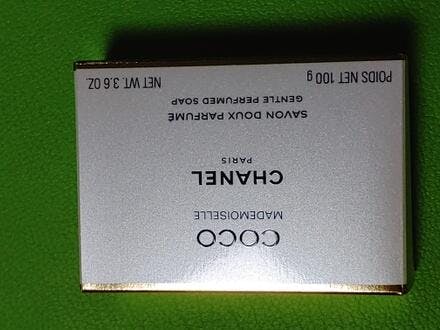 COCO
MADEMOISELLE
CHANEL
PARIS
SAVON DOUX PARFUMÉ
GENTLE PERFUMED SOAP
POIDS NET 100 g NET WT. 3.6 OZ.